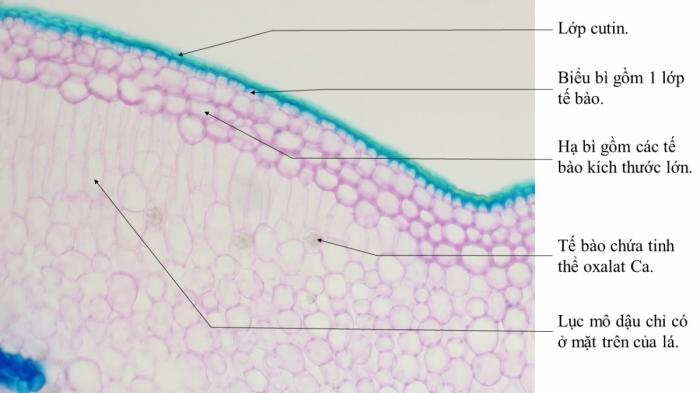 Lớp cutin.
Biểu bì gồm 1 lớp
tế bào.
Hạ bì gồm các tế
bào kích thước lớn.
Tế bào chứa tinh
thể oxalat Ca.
Lục mô dậu chỉ có
ở mặt trên của lá.